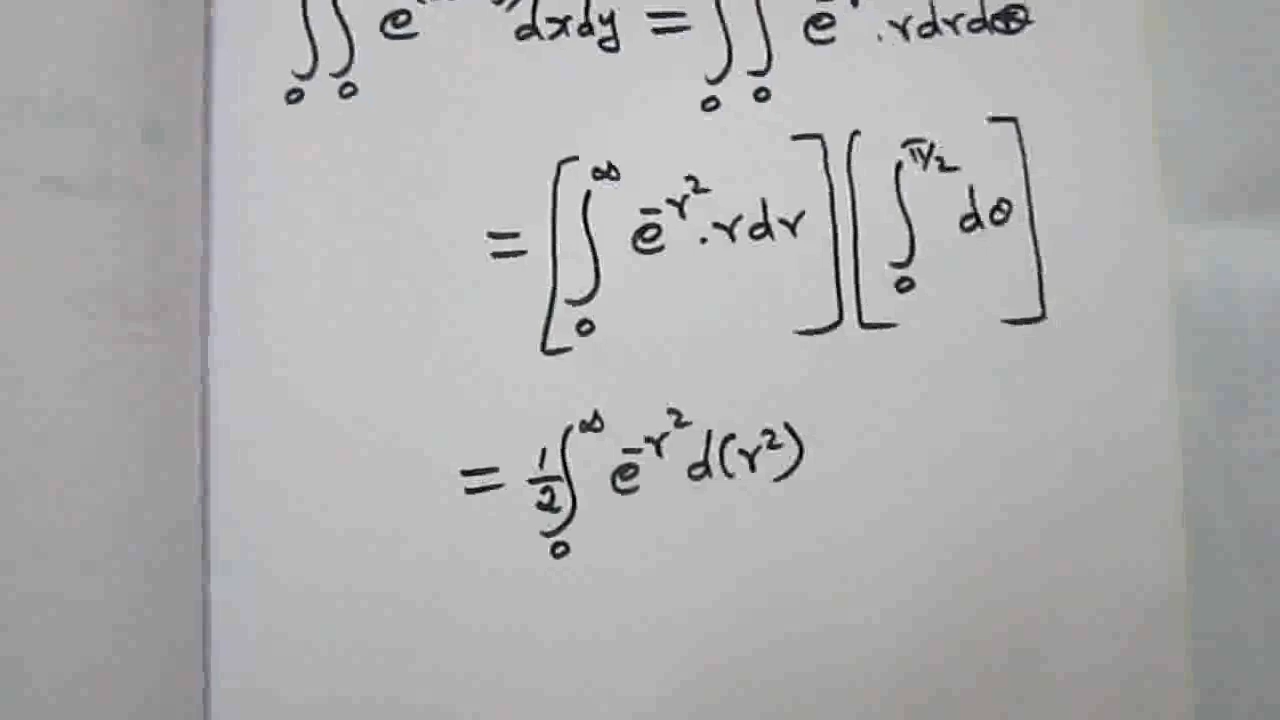 ∫₀∫₀ e dxdy = ∫₀∫₀ e⁻ .rdrdθ
= [∫₀^∞ e^-r² .rdr] [∫₀^π/2 dθ]
= 1/2 ∫₀^∞ e^-r² d(r²)